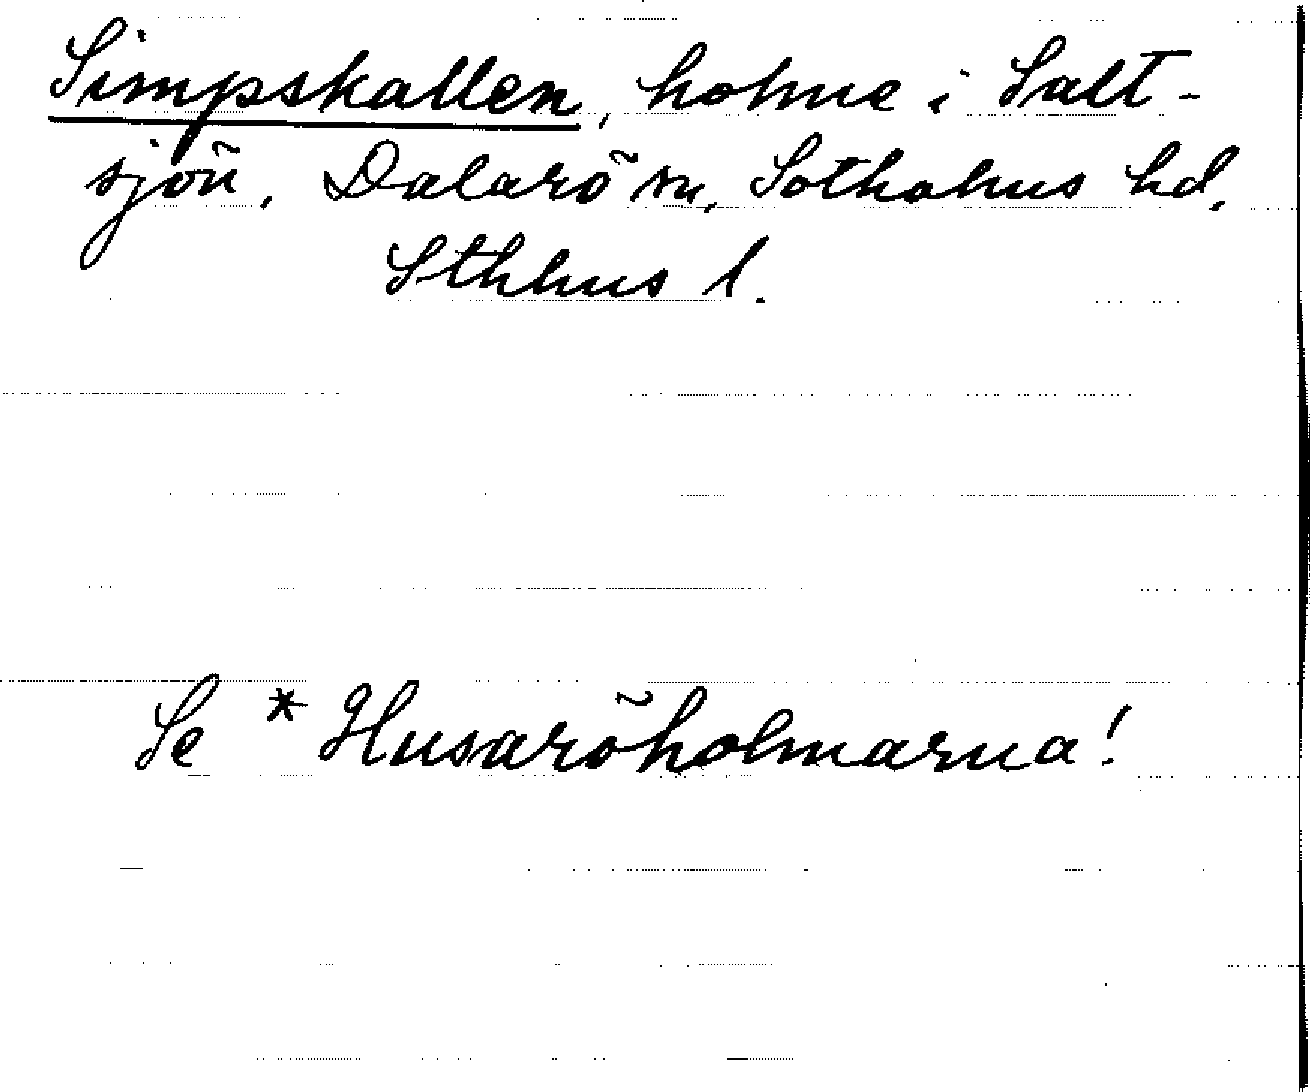 Simpskallen, holme i Salt-
sjön, Dalarö sn, Sotholms hd,
Sthlms l.
Se * Husaröholmarna!